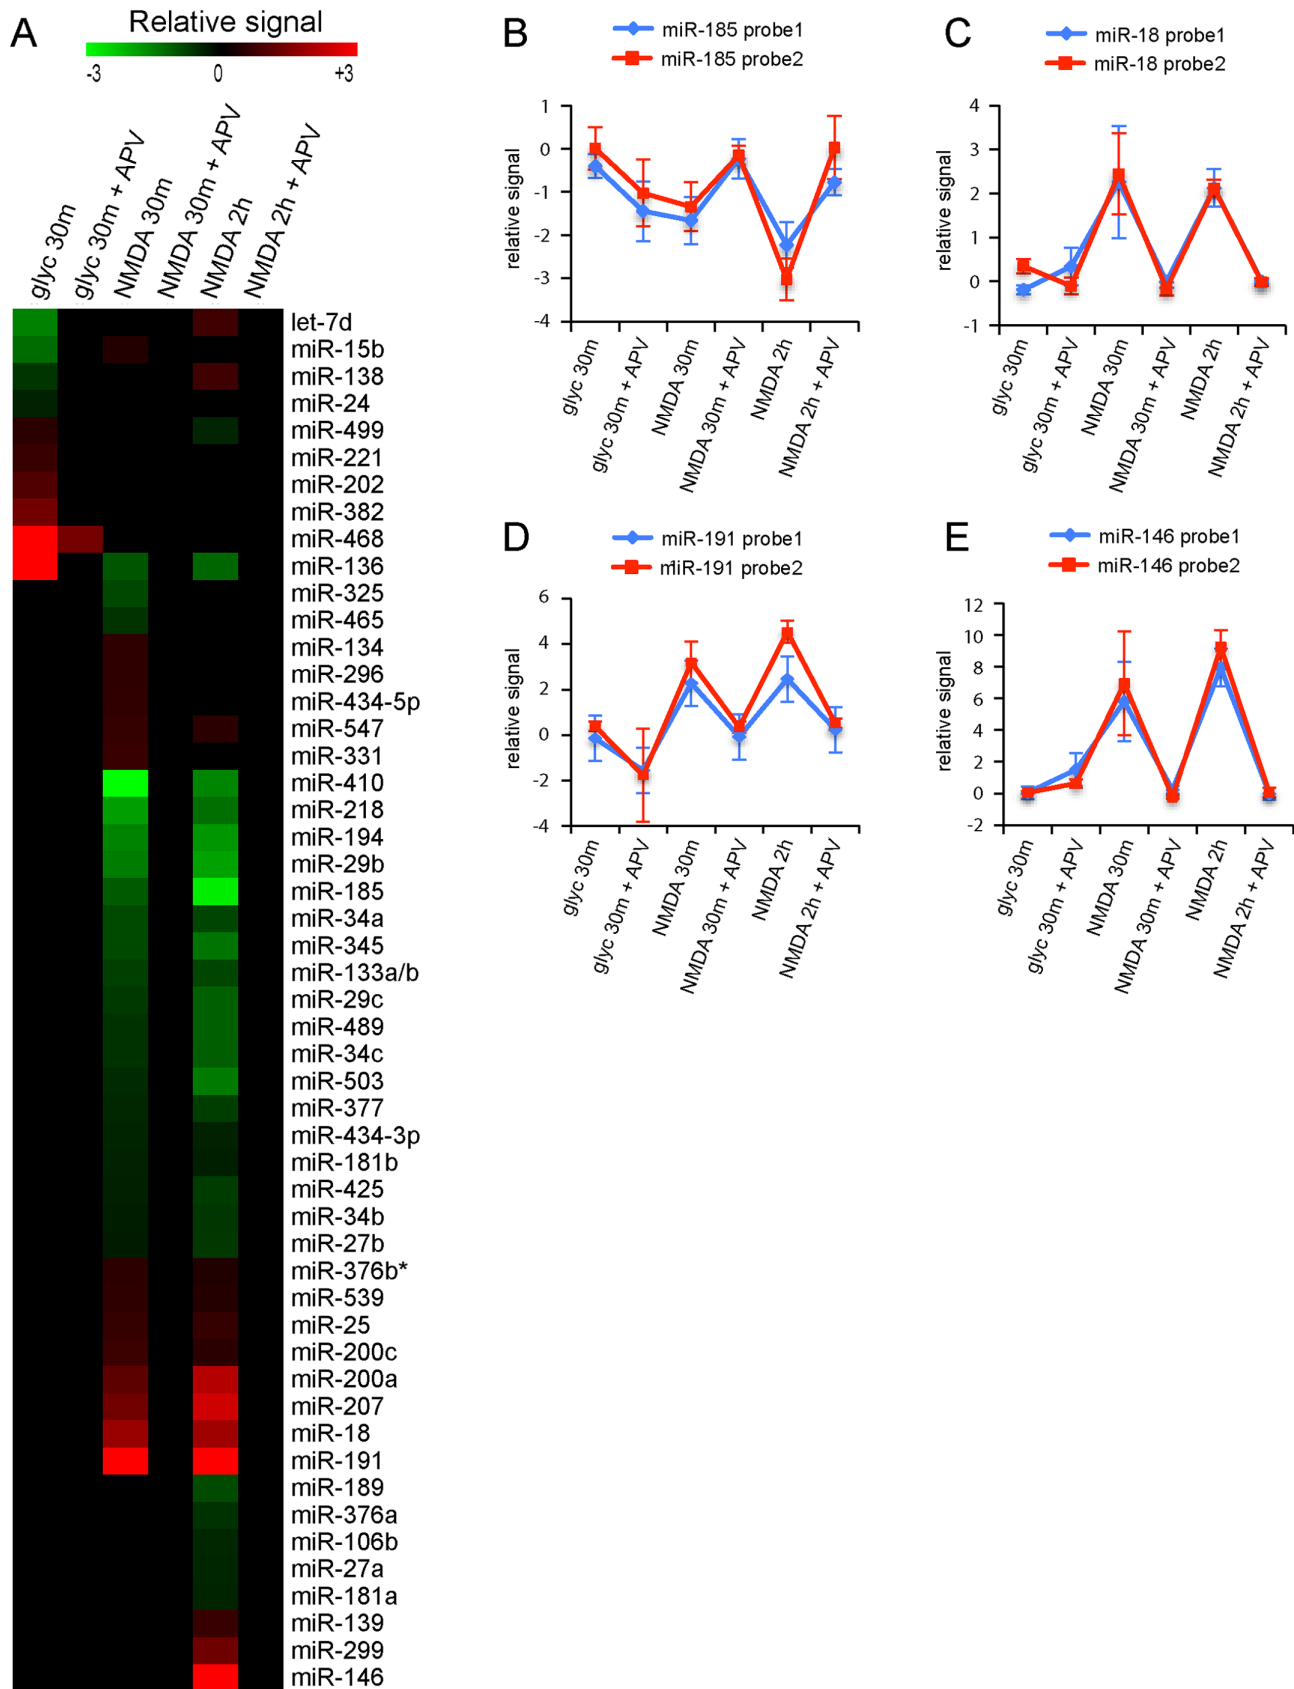 A
Relative signal
-3 0 +3
glyc 30m
glyc 30m + APV
NMDA 30m
NMDA 30m + APV
NMDA 2h
NMDA 2h + APV
let-7d
miR-15b
miR-138
miR-24
miR-499
miR-221
miR-202
miR-382
miR-468
miR-136
miR-325
miR-465
miR-134
miR-296
miR-434-5p
miR-547
miR-331
miR-410
miR-218
miR-194
miR-29b
miR-185
miR-34a
miR-345
miR-133a/b
miR-29c
miR-489
miR-34c
miR-503
miR-377
miR-434-3p
miR-181b
miR-425
miR-34b
miR-27b
miR-376b*
miR-539
miR-25
miR-200c
miR-200a
miR-207
miR-18
miR-191
miR-189
miR-376a
miR-106b
miR-27a
miR-181a
miR-139
miR-299
miR-146
B
miR-185 probe1
miR-185 probe2
relative signal
1
0
-1
-2
-3
-4
glyc 30m
glyc 30m + APV
NMDA 30m
NMDA 30m + APV
NMDA 2h
NMDA 2h + APV
C
miR-18 probe1
miR-18 probe2
relative signal
4
3
2
1
0
-1
glyc 30m
glyc 30m + APV
NMDA 30m
NMDA 30m + APV
NMDA 2h
NMDA 2h + APV
D
miR-191 probe1
miR-191 probe2
relative signal
6
4
2
0
-2
-4
glyc 30m
glyc 30m + APV
NMDA 30m
NMDA 30m + APV
NMDA 2h
NMDA 2h + APV
E
miR-146 probe1
miR-146 probe2
relative signal
12
10
8
6
4
2
0
-2
glyc 30m
glyc 30m + APV
NMDA 30m
NMDA 30m + APV
NMDA 2h
NMDA 2h + APV